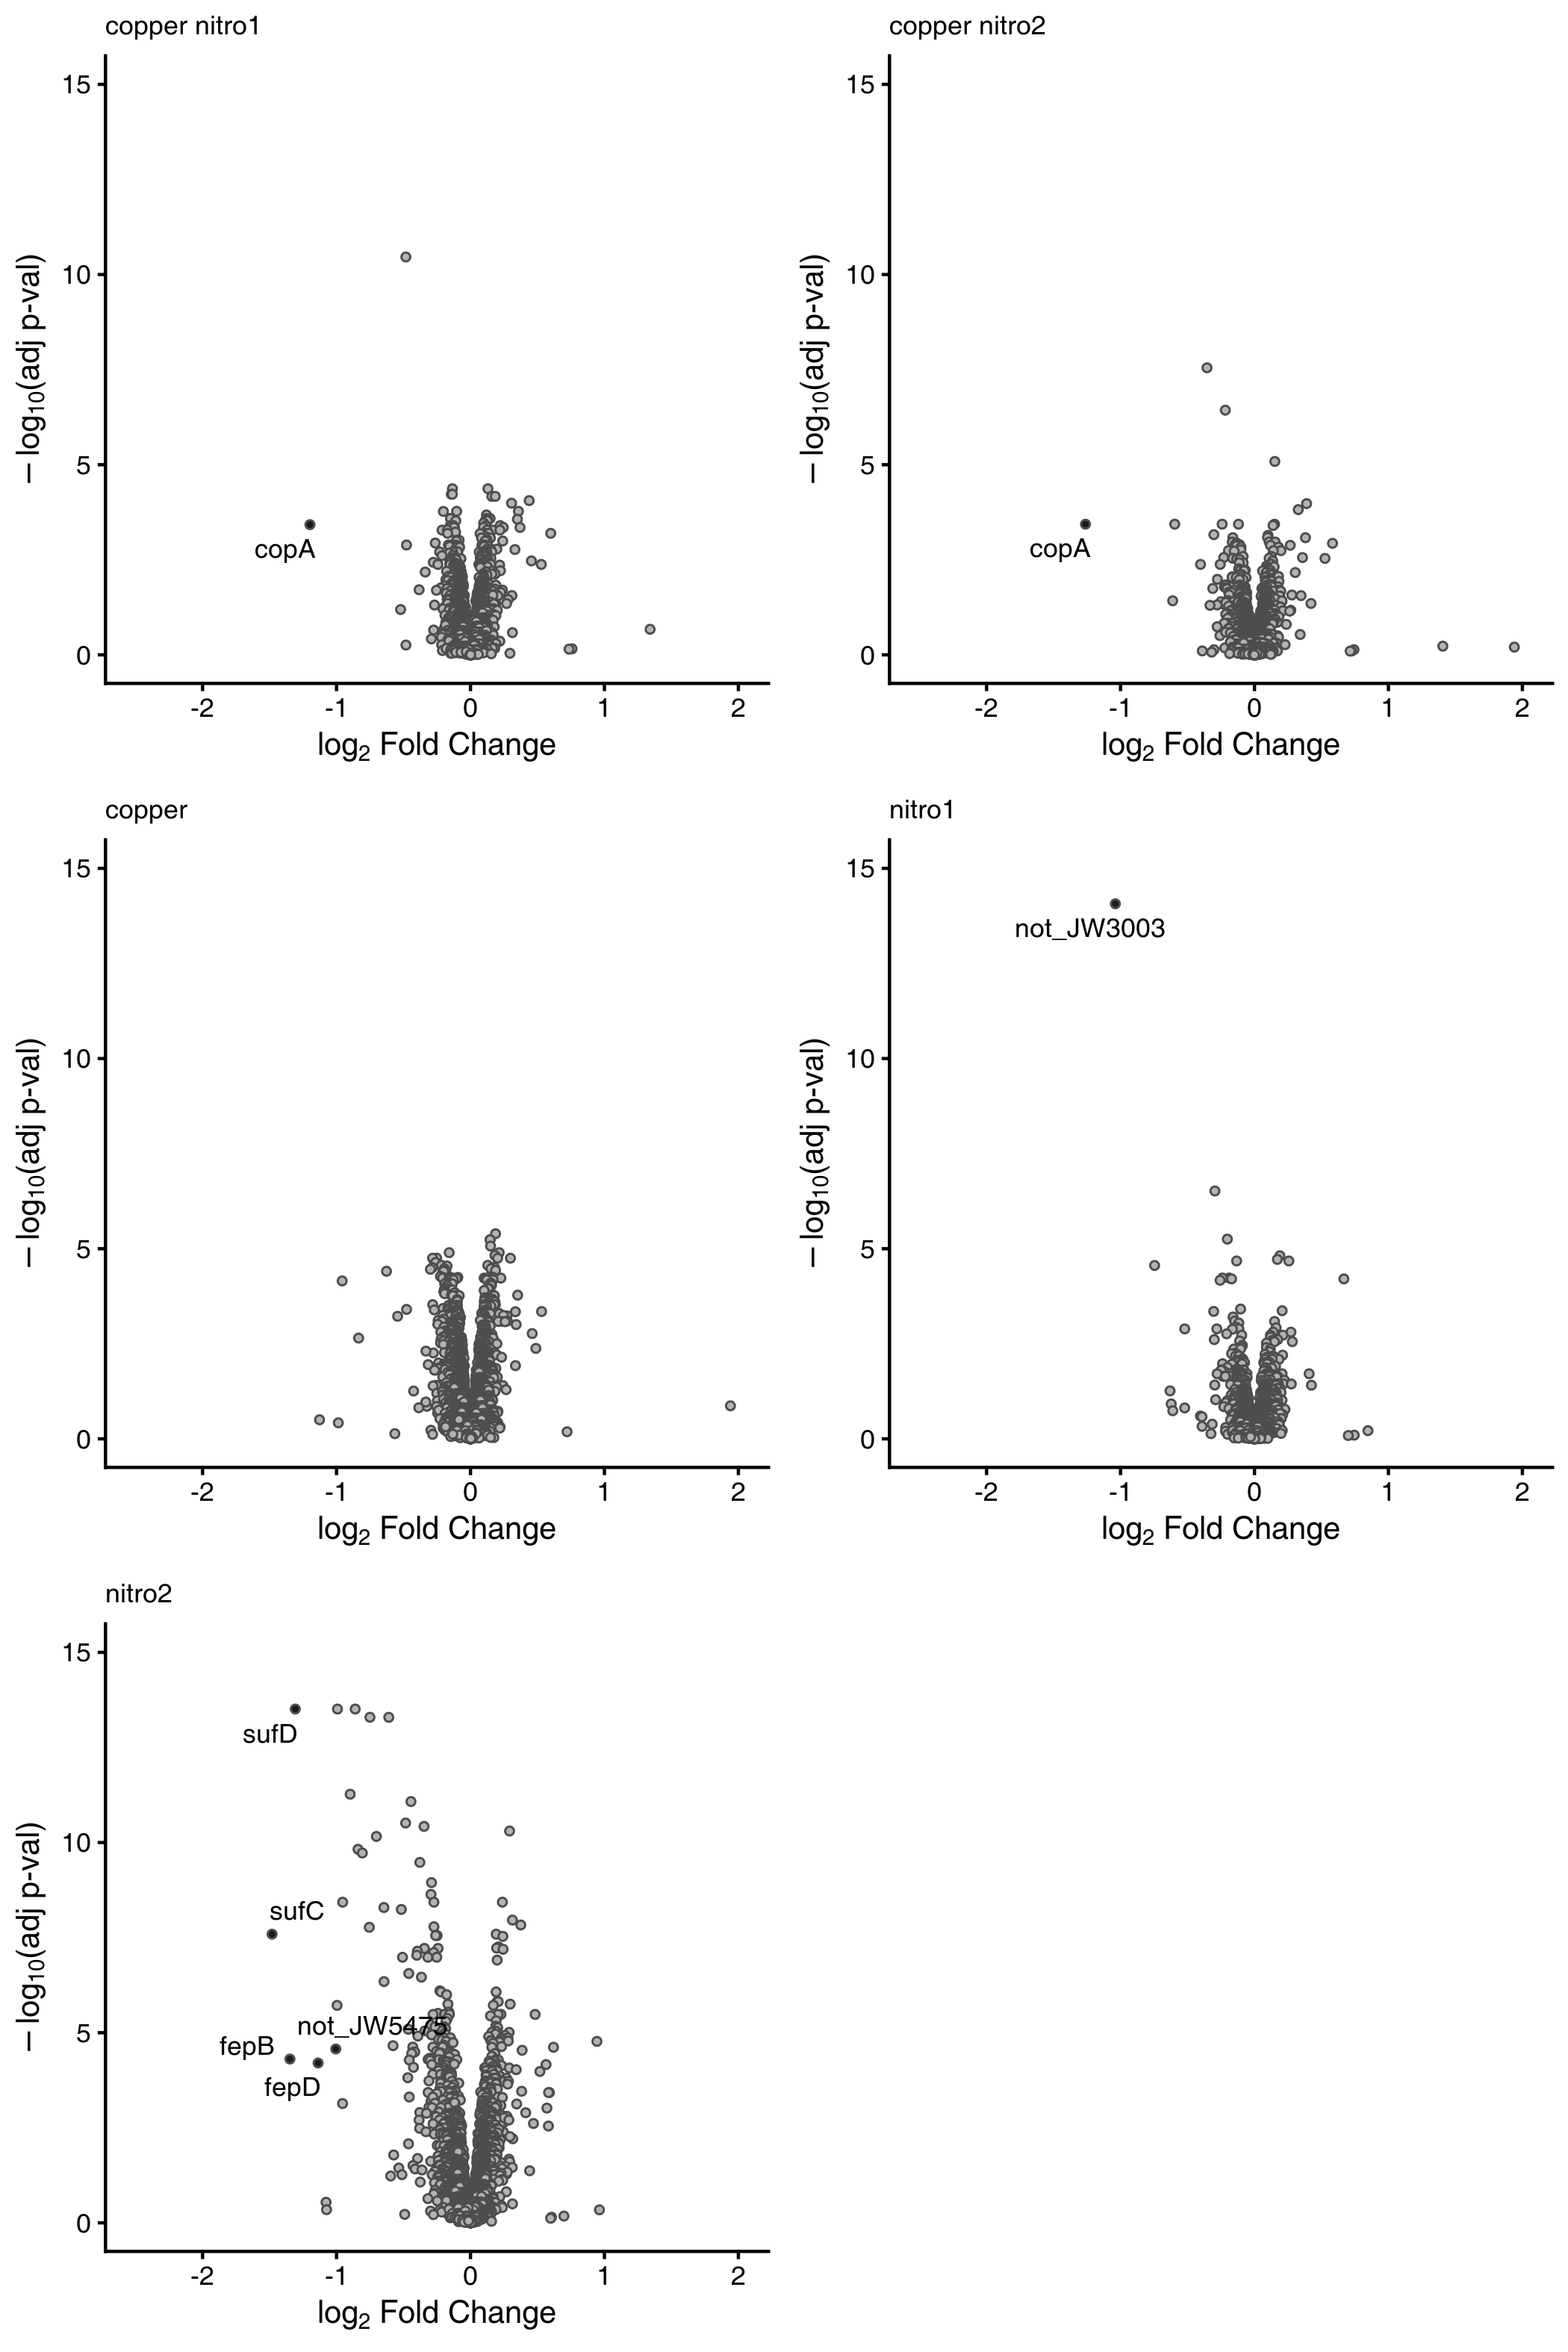 copper nitro1
15
10
5
0
− log10(adj p-val)
copA
-2 -1 0 1 2
log2 Fold Change
copper nitro2
15
10
5
0
− log10(adj p-val)
copA
-2 -1 0 1 2
log2 Fold Change
copper
15
10
5
0
− log10(adj p-val)
-2 -1 0 1 2
log2 Fold Change
nitro1
15
10
5
0
− log10(adj p-val)
not_JW3003
-2 -1 0 1 2
log2 Fold Change
nitro2
15
10
5
0
− log10(adj p-val)
sufD
sufC
not_JW5475
fepB
fepD
-2 -1 0 1 2
log2 Fold Change